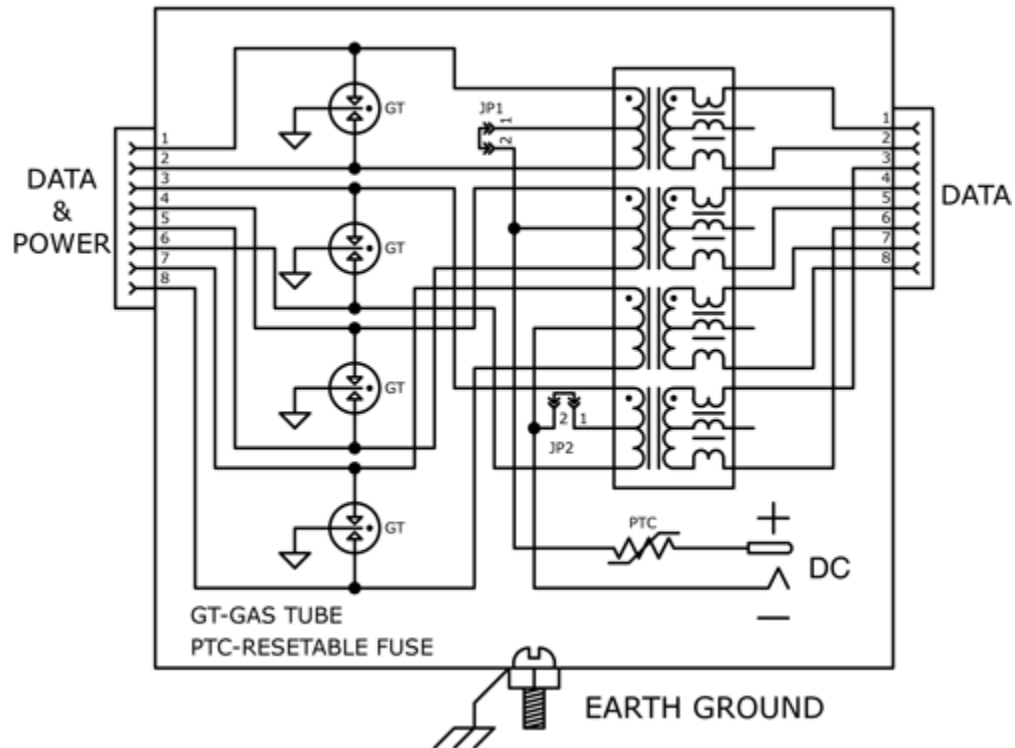 GT
JP1
1
2
1
2
3
4
5
6
7
8
DATA
&
POWER
GT
1
2
3
4
5
6
7
8
DATA
GT
2 1
JP2
GT
PTC
+
DC
—
GT-GAS TUBE
PTC-RESETABLE FUSE
EARTH GROUND